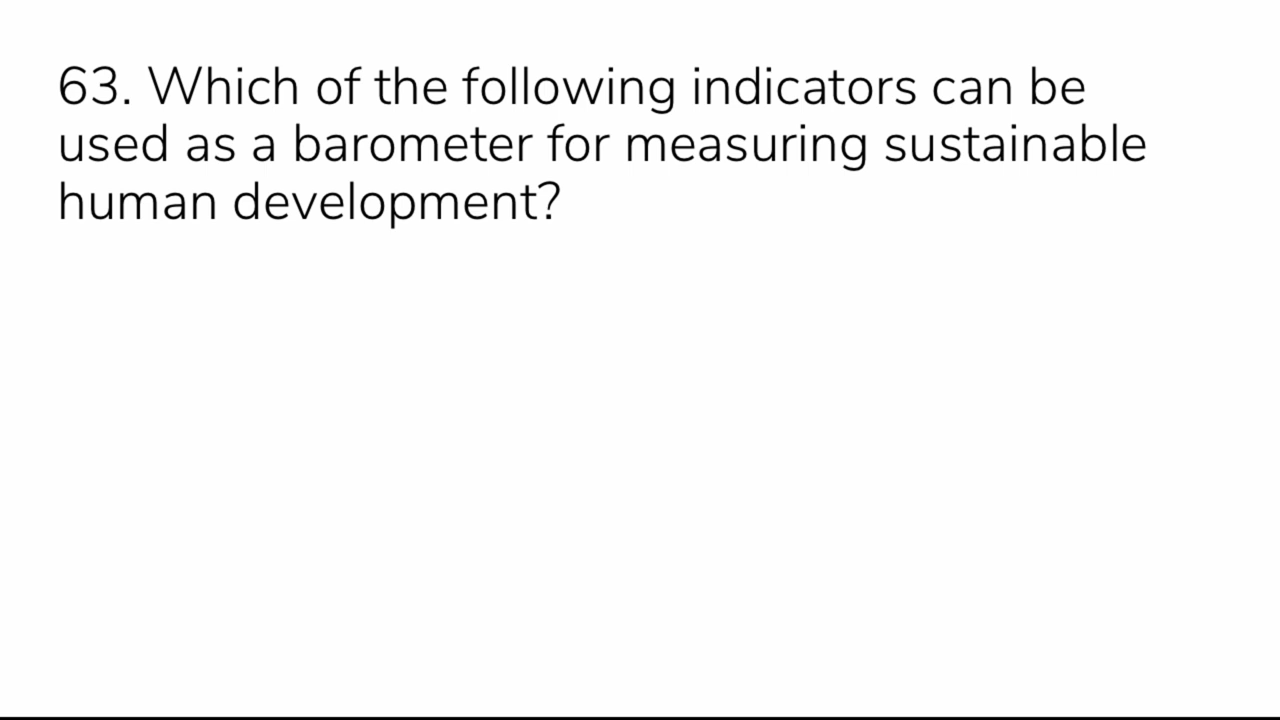 63. Which of the following indicators can be
used as a barometer for measuring sustainable
human development?